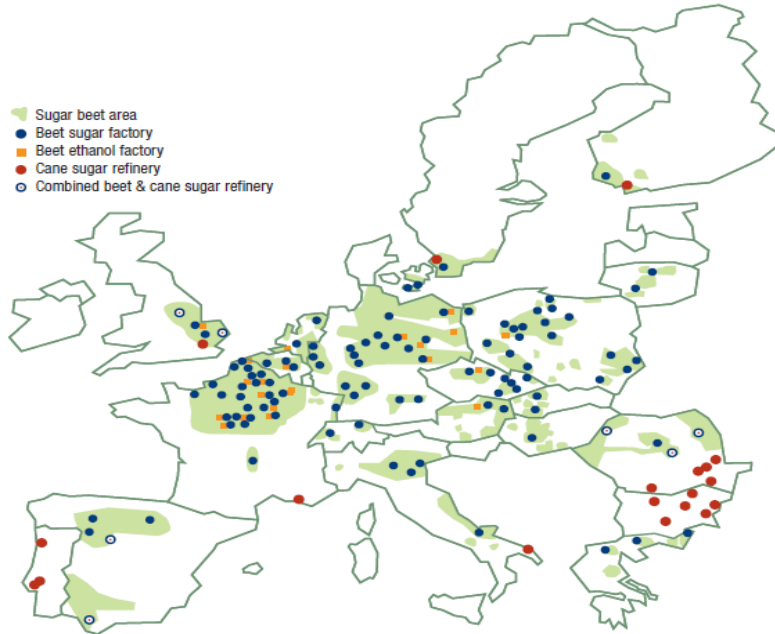 Sugar beet area
Beet sugar factory
Beet ethanol factory
Cane sugar refinery
Combined beet & cane sugar refinery